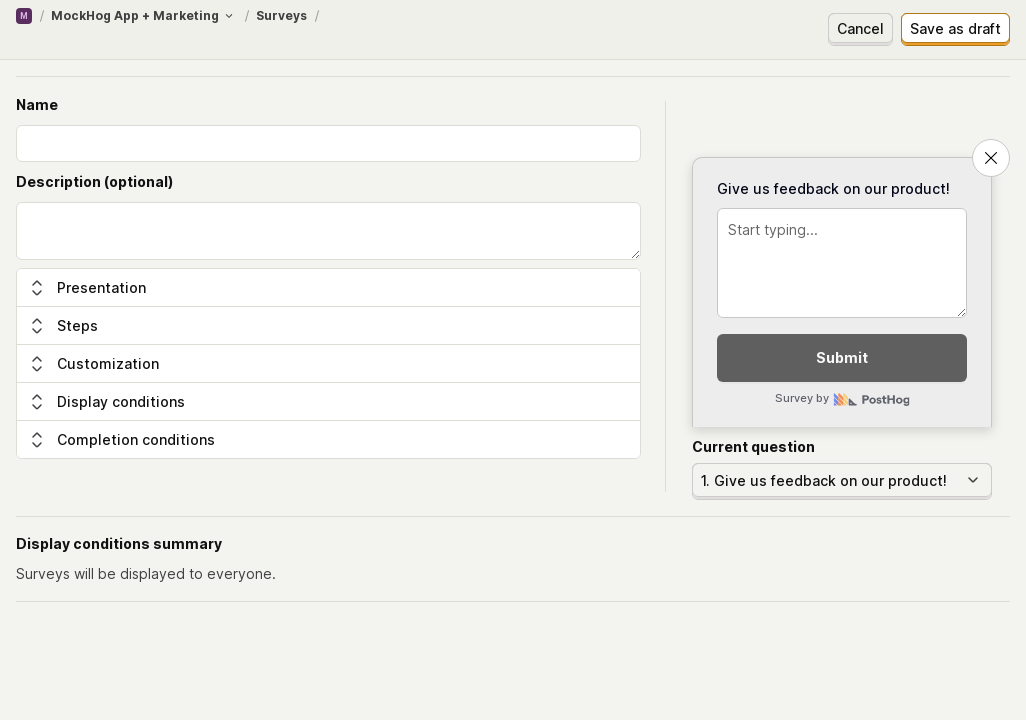 M / MockHog App + Marketing / Surveys /
Cancel
Save as draft
Name
Description (optional)
Presentation
Steps
Customization
Display conditions
Completion conditions
Give us feedback on our product!
Start typing...
Submit
Survey by PostHog
Current question
1. Give us feedback on our product!
Display conditions summary
Surveys will be displayed to everyone.